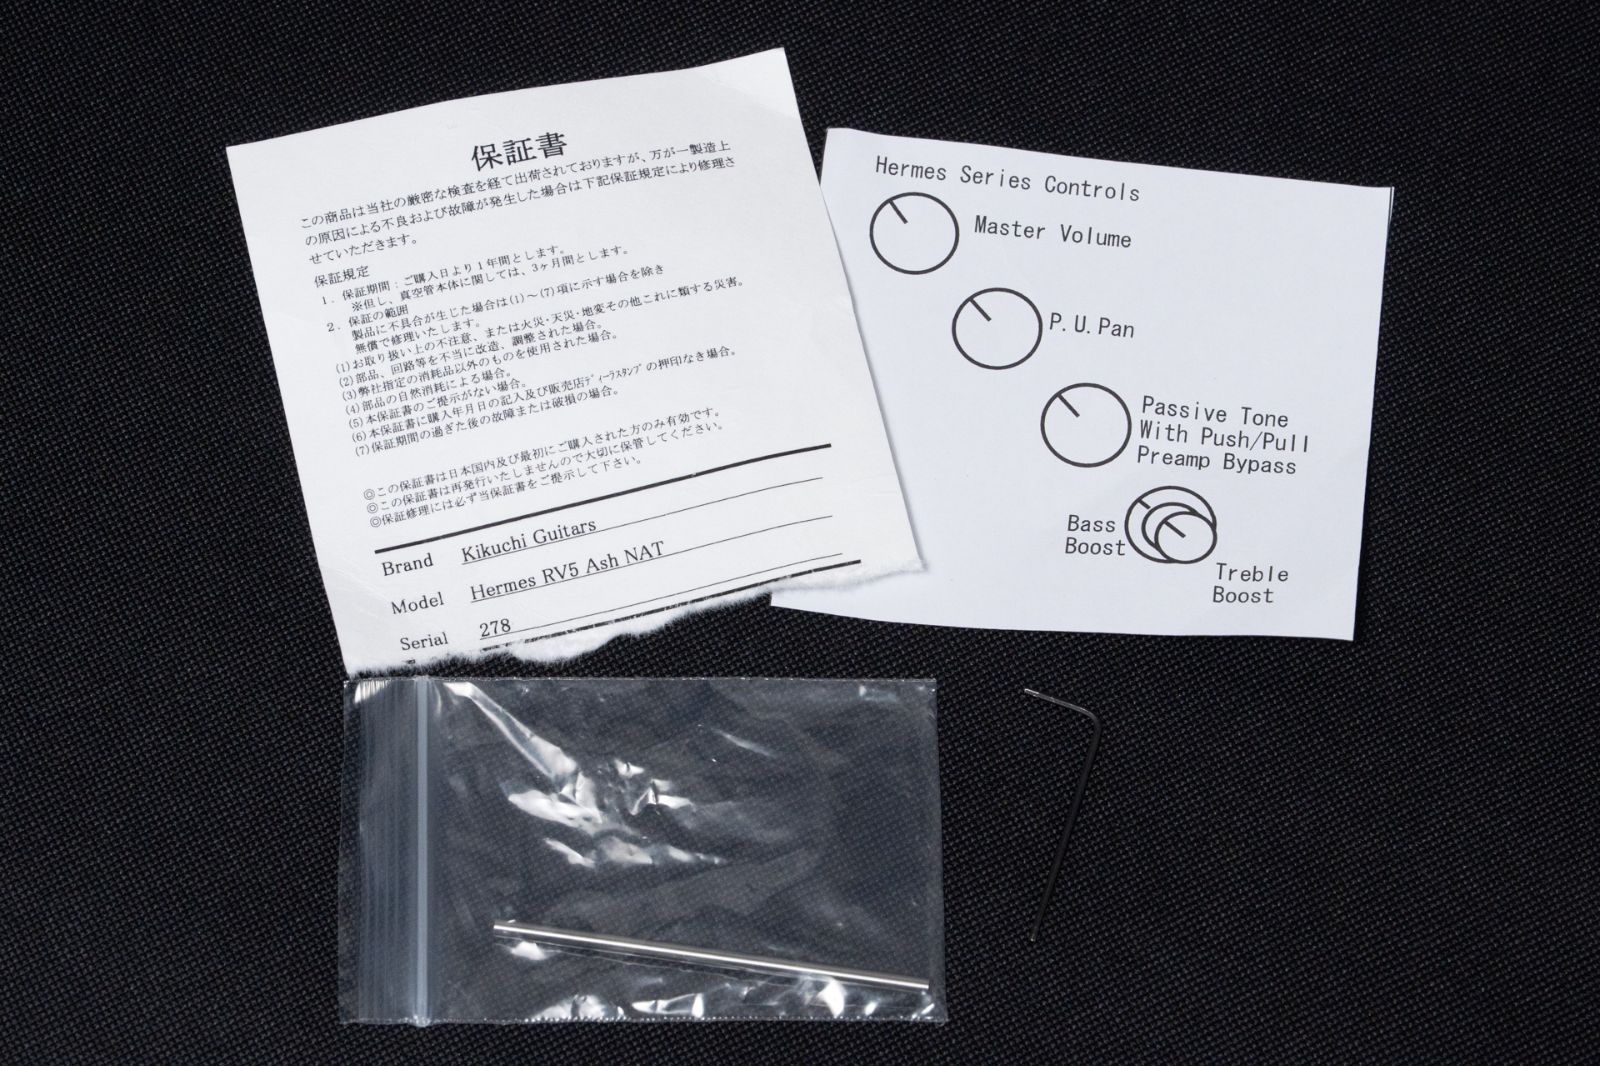 保証書
この商品は当社の厳密な検査を経て出荷されておりますが、万が一製造上
の原因による不良および故障が発生した場合は下記保証規定により修理さ
せていただきます。
保証規定
1．保証期間：ご購入日より１年間とします。
※但し、真空管本体に関しては、3ヶ月間とします。
2．保証の範囲
製品に不具合が生じた場合は(1)～(7)項に示す場合を除き
無償で修理いたします。
(1)お取り扱い上の不注意、または火災・天災・地変その他これに類する災害。
(2)部品、回路等を不当に改造、調整された場合。
(3)弊社指定の消耗品以外のものを使用された場合。
(4)部品の自然消耗による場合。
(5)本保証書のご提示がない場合。
(6)本保証書に購入年月日の記入及び販売店ﾃﾞｨｰﾗｽﾀﾝﾌﾟの押印なき場合。
(7)保証期間の過ぎた後の故障または破損の場合。
◎この保証書は日本国内及び最初にご購入された方のみ有効です。
◎この保証書は再発行いたしませんので大切に保管してください。
◎保証修理には必ず当保証書をご提示して下さい。
Brand Kikuchi Guitars
Model Hermes RV5 Ash NAT
Serial 278
Hermes Series Controls
Master Volume
P.U.Pan
Passive Tone
With Push/Pull
Preamp Bypass
Bass
Boost
Treble
Boost